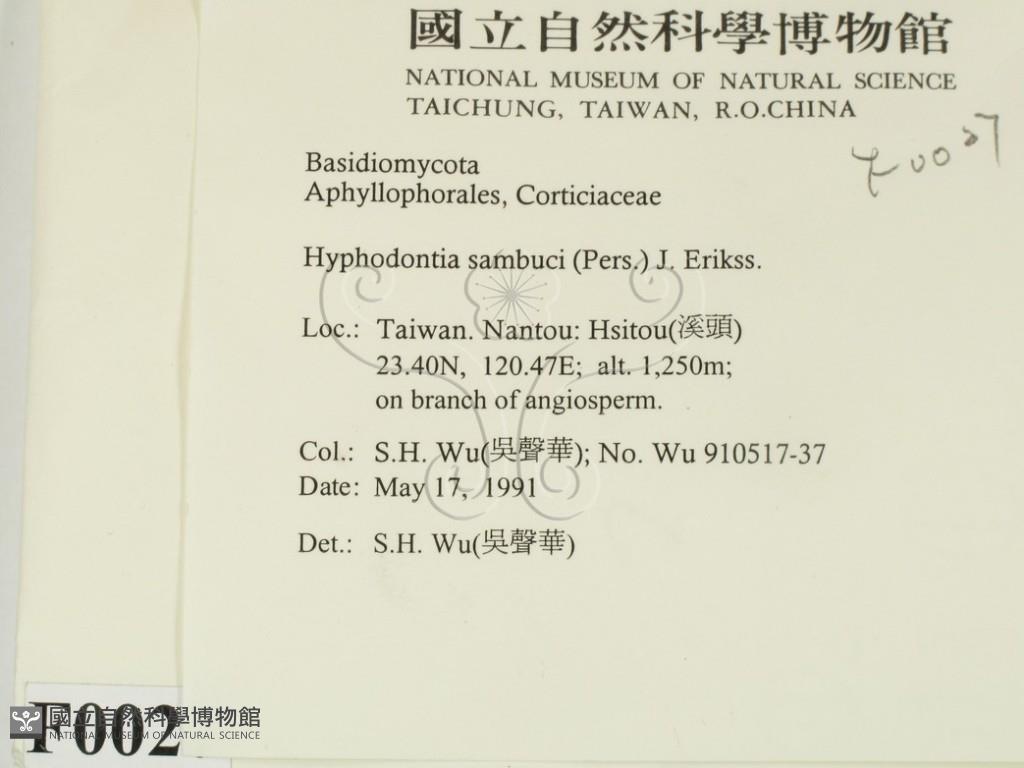 國立自然科學博物館
NATIONAL MUSEUM OF NATURAL SCIENCE
TAICHUNG, TAIWAN, R.O.CHINA
Basidiomycota
Aphyllophorales, Corticiaceae
Hyphodontia sambuci (Pers.) J. Erikss.
Loc.: Taiwan. Nantou: Hsitou(溪頭)
23.40N, 120.47E; alt. 1,250m;
on branch of angiosperm.
Col.: S.H. Wu(吳聲華); No. Wu 910517-37
Date: May 17, 1991
Det.: S.H. Wu(吳聲華)
F002
國立自然科學博物館
NATIONAL MUSEUM OF NATURAL SCIENCE